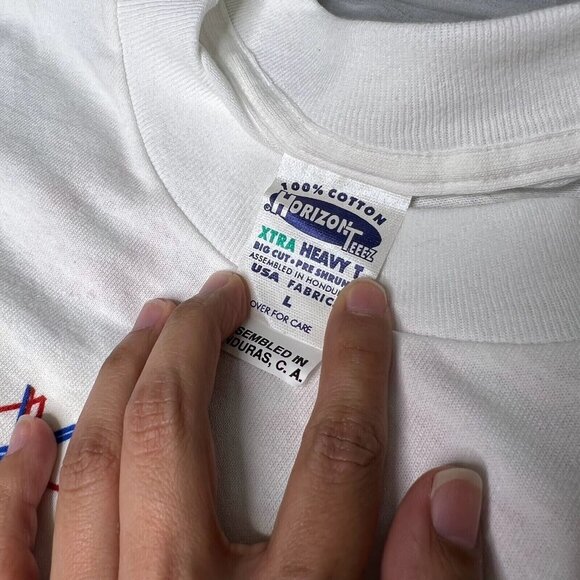 100% COTTON
HORIZON TEEZ
XTRA HEAVY T
BIG CUT • PRE SHRUN
ASSEMBLED IN HONDU
USA FABRIC
L
OVER FOR CARE
SEMBLED IN
NDURAS, C. A.